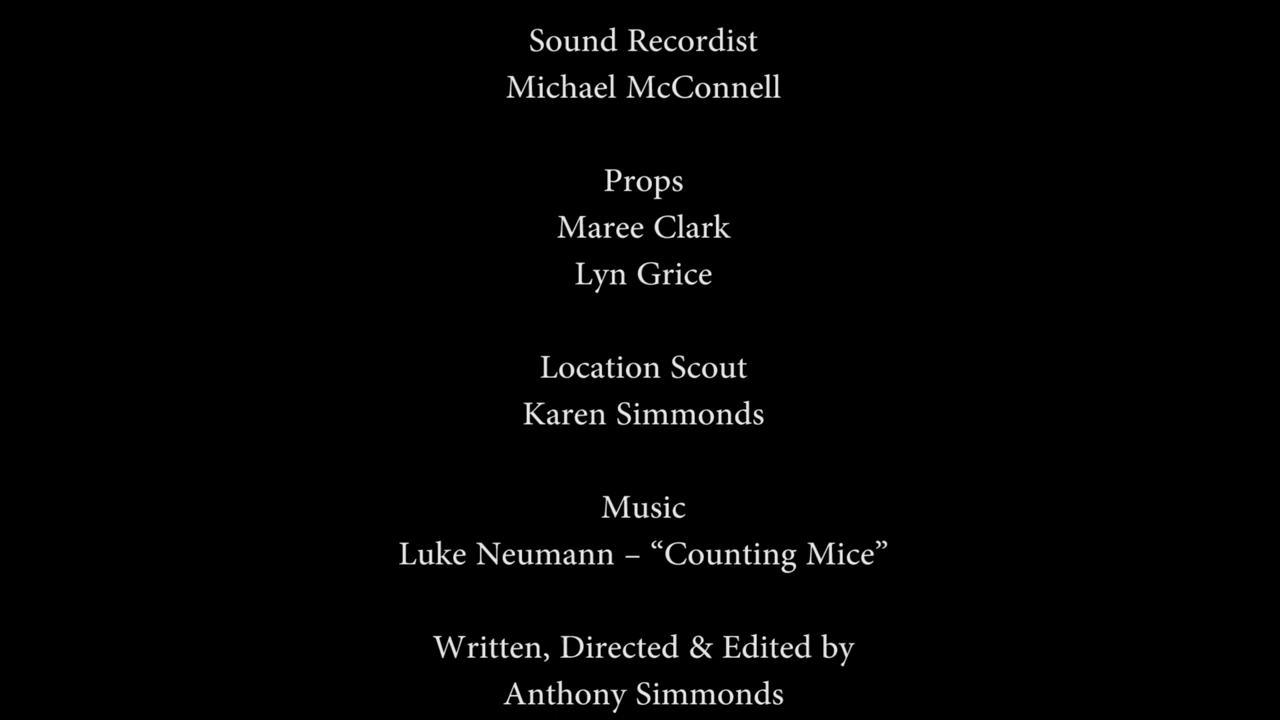 Sound Recordist
Michael McConnell
Props
Maree Clark
Lyn Grice
Location Scout
Karen Simmonds
Music
Luke Neumann – “Counting Mice”
Written, Directed & Edited by
Anthony Simmonds